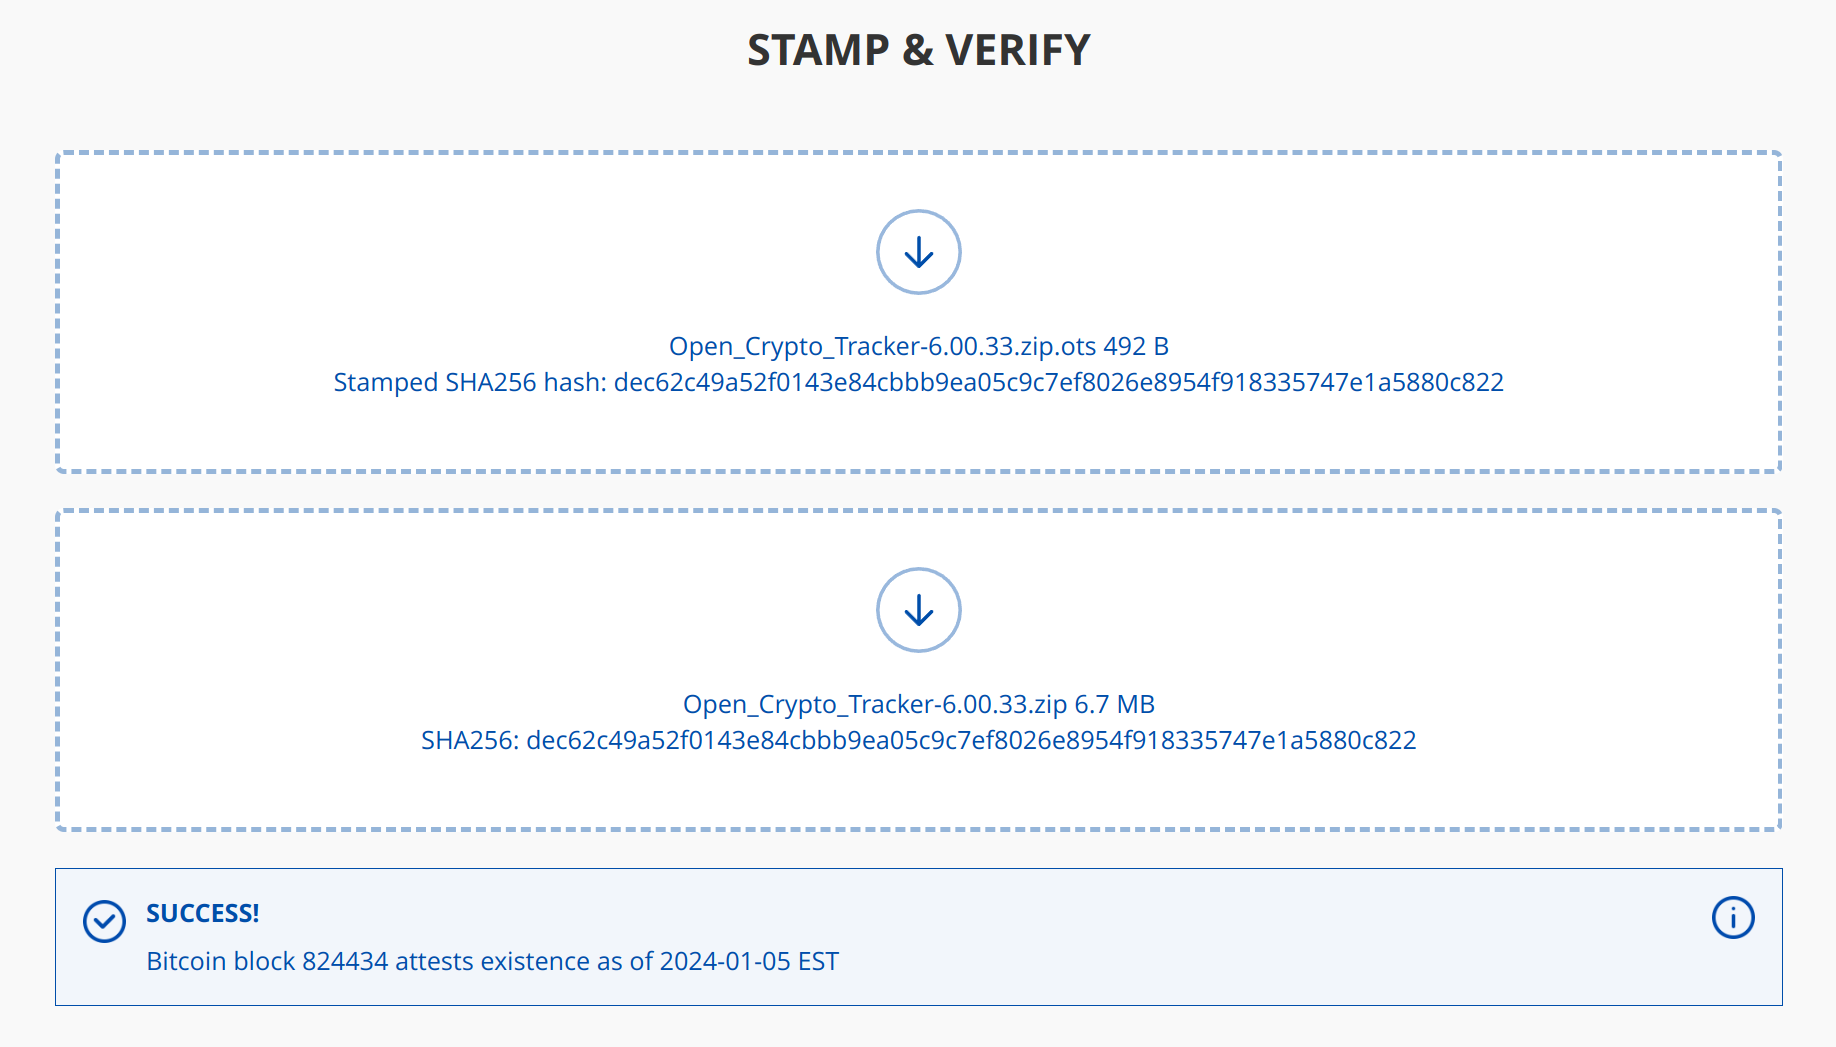 STAMP & VERIFY
Open_Crypto_Tracker-6.00.33.zip.ots 492 B
Stamped SHA256 hash: dec62c49a52f0143e84cbbb9ea05c9c7ef8026e8954f918335747e1a5880c822
Open_Crypto_Tracker-6.00.33.zip 6.7 MB
SHA256: dec62c49a52f0143e84cbbb9ea05c9c7ef8026e8954f918335747e1a5880c822
SUCCESS!
Bitcoin block 824434 attests existence as of 2024-01-05 EST